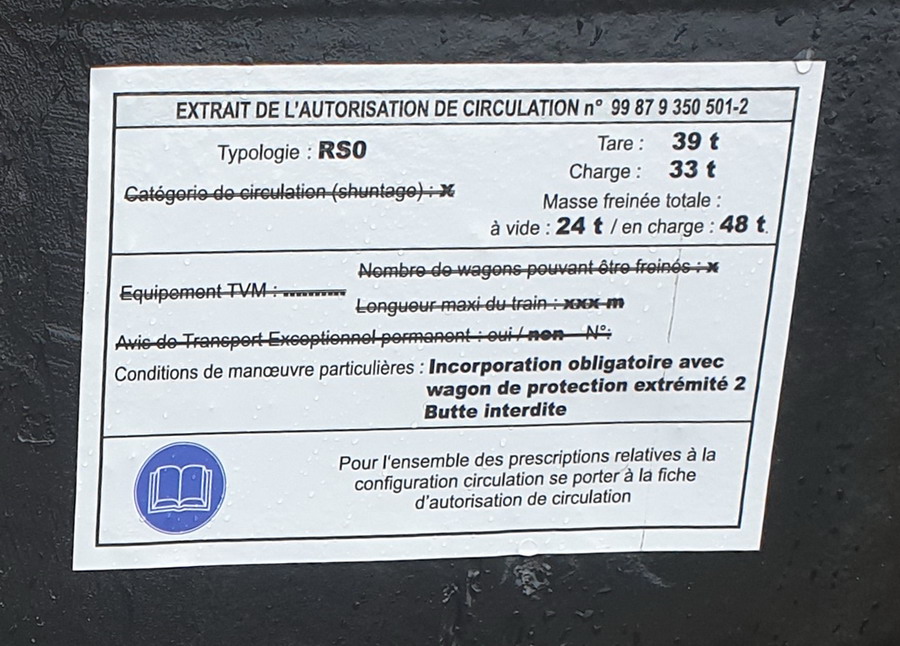 EXTRAIT DE L'AUTORISATION DE CIRCULATION n° 99 87 9 350 501-2
Typologie : RS0
Tare : 39 t
Catégorie de circulation (shuntage) : X
Charge : 33 t
Masse freinée totale :
à vide : 24 t / en charge : 48 t.
Nombre de wagons pouvant être freinés : x
Equipement TVM : ----------
Longueur maxi du train : xxx m
Avis de Transport Exceptionnel permanent : oui / non N°:
Conditions de manœuvre particulières : Incorporation obligatoire avec
wagon de protection extrémité 2
Butte interdite
Pour l'ensemble des prescriptions relatives à la
configuration circulation se porter à la fiche
d'autorisation de circulation